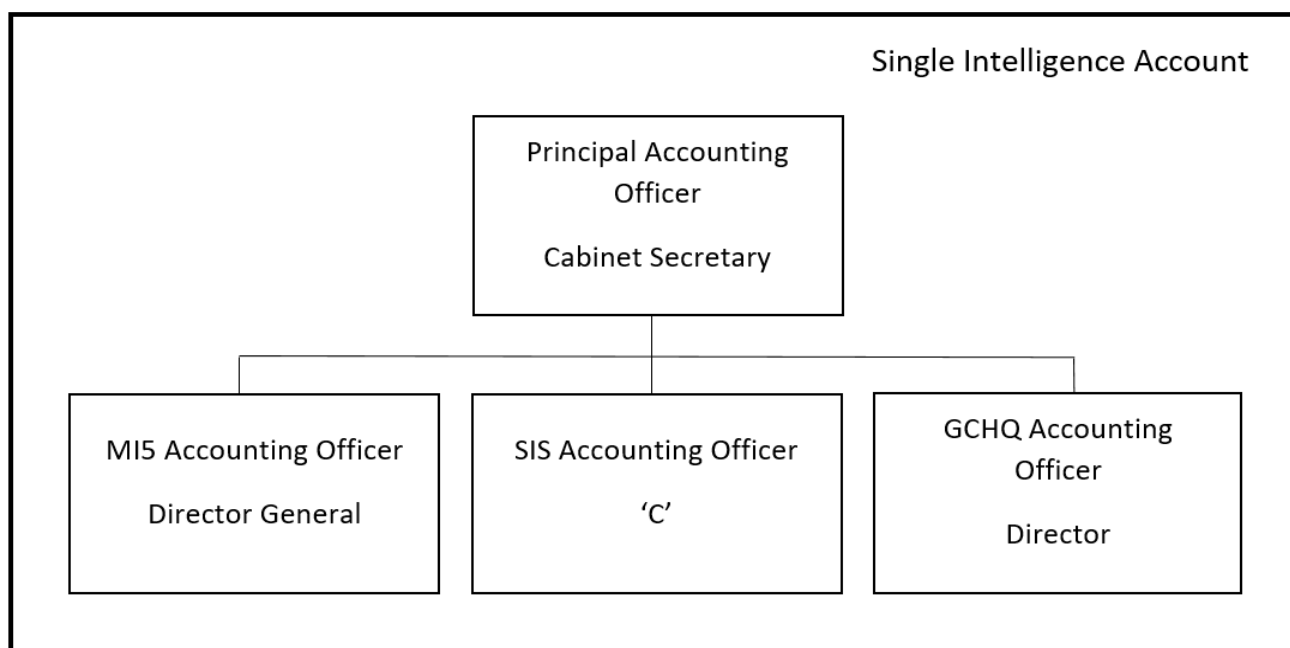 Single Intelligence Account
Principal Accounting
Officer
Cabinet Secretary
MI5 Accounting Officer
Director General
SIS Accounting Officer
‘C’
GCHQ Accounting
Officer
Director